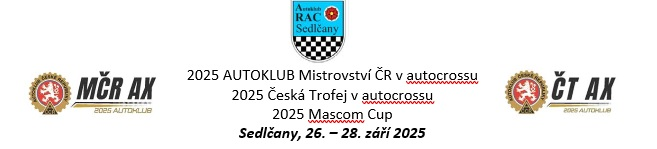 Autoklub
RAC
Sedlčany
2025 AUTOKLUB Mistrovství ČR v autocrossu
2025 Česká Trofej v autocrossu
2025 Mascom Cup
Sedlčany, 26. – 28. září 2025
MČR AX
2025 AUTOKLUB
ČT AX
2025 AUTOKLUB